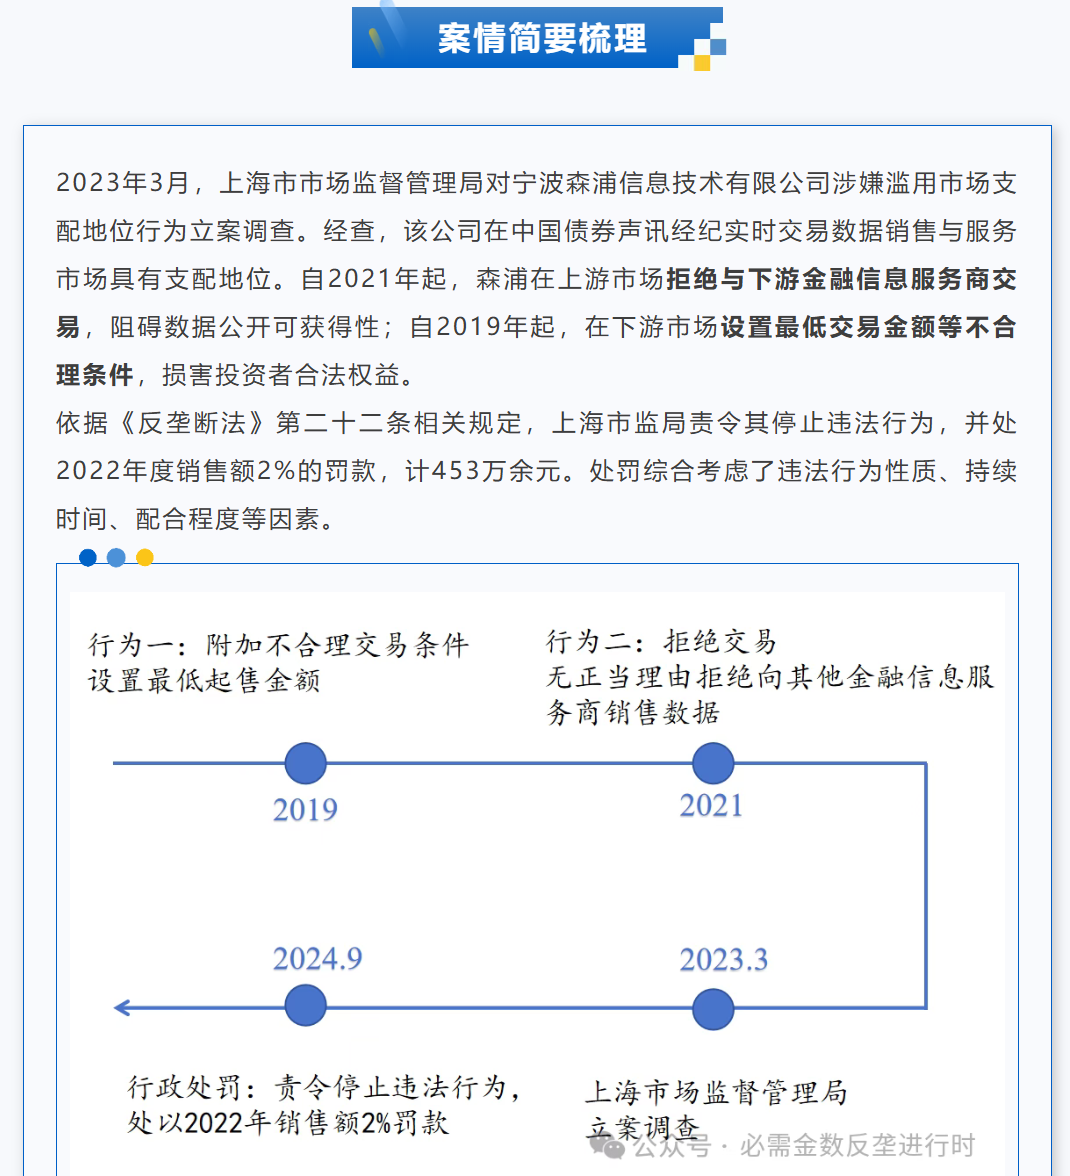 案情简要梳理
2023年3月，上海市市场监督管理局对宁波森浦信息技术有限公司涉嫌滥用市场支
配地位行为立案调查。经查，该公司在中国债券声讯经纪实时交易数据销售与服务
市场具有支配地位。自2021年起，森浦在上游市场拒绝与下游金融信息服务商交
易，阻碍数据公开可获得性；自2019年起，在下游市场设置最低交易金额等不合
理条件，损害投资者合法权益。
依据《反垄断法》第二十二条相关规定，上海市监局责令其停止违法行为，并处
2022年度销售额2%的罚款，计453万余元。处罚综合考虑了违法行为性质、持续
时间、配合程度等因素。
行为一：附加不合理交易条件
设置最低起售金额
行为二：拒绝交易
无正当理由拒绝向其他金融信息服
务商销售数据
2019
2021
2024.9
2023.3
行政处罚：责令停止违法行为，
处以2022年销售额2%罚款
上海市场监督管理局
立案调查
公众号 · 必需金数反垄进行时